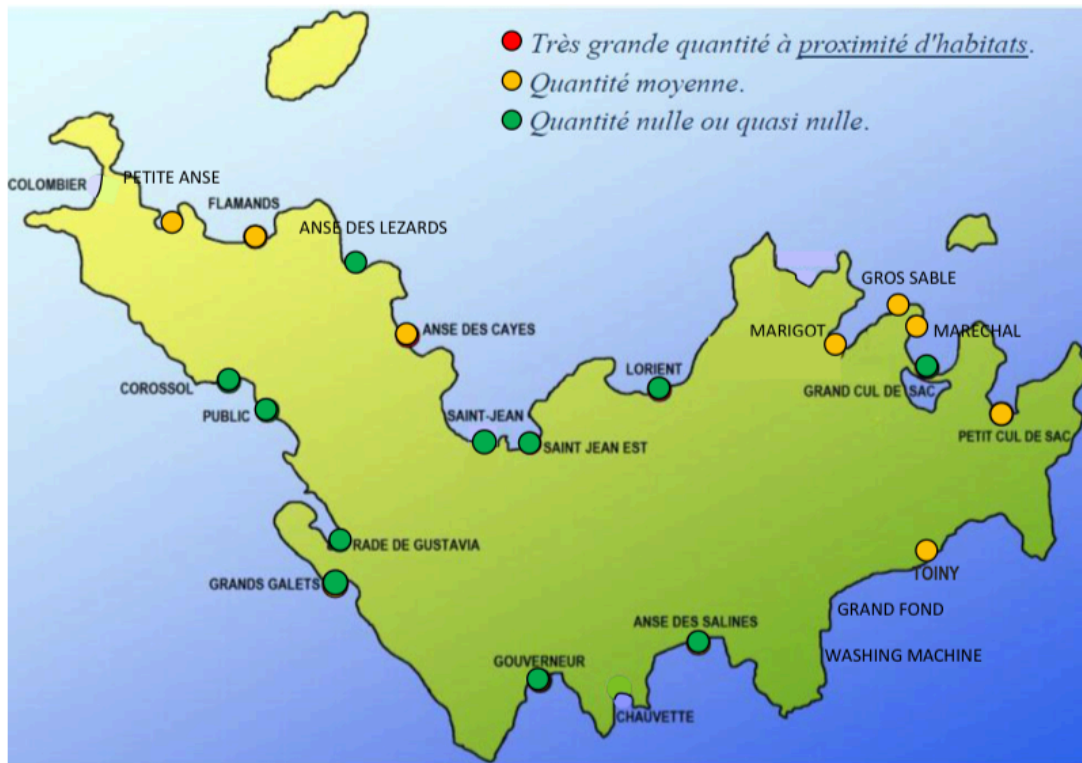 Très grande quantité à proximité d'habitats.
Quantité moyenne.
Quantité nulle ou quasi nulle.
COLOMBIER
PETITE ANSE
FLAMANDS
ANSE DES LEZARDS
GROS SABLE
ANSE DES CAYES
MARIGOT
MARECHAL
LORIENT
COROSSOL
GRAND CUL DE SAC
PUBLIC
SAINT-JEAN
SAINT JEAN EST
PETIT CUL DE SAC
RADE DE GUSTAVIA
TOINY
GRANDS GALETS
GRAND FOND
ANSE DES SALINES
WASHING MACHINE
GOUVERNEUR
CHAUVETTE